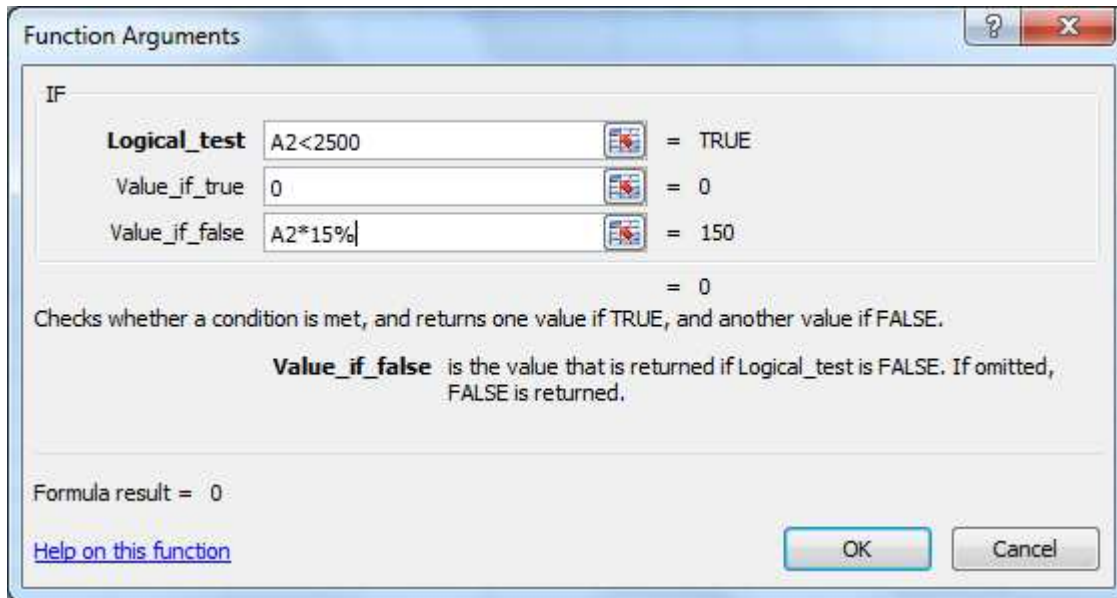 Function Arguments
IF
Logical_test A2<2500 = TRUE
Value_if_true 0 = 0
Value_if_false A2*15% = 150
= 0
Checks whether a condition is met, and returns one value if TRUE, and another value if FALSE.
Value_if_false is the value that is returned if Logical_test is FALSE. If omitted,
FALSE is returned.
Formula result = 0
Help on this function
OK Cancel